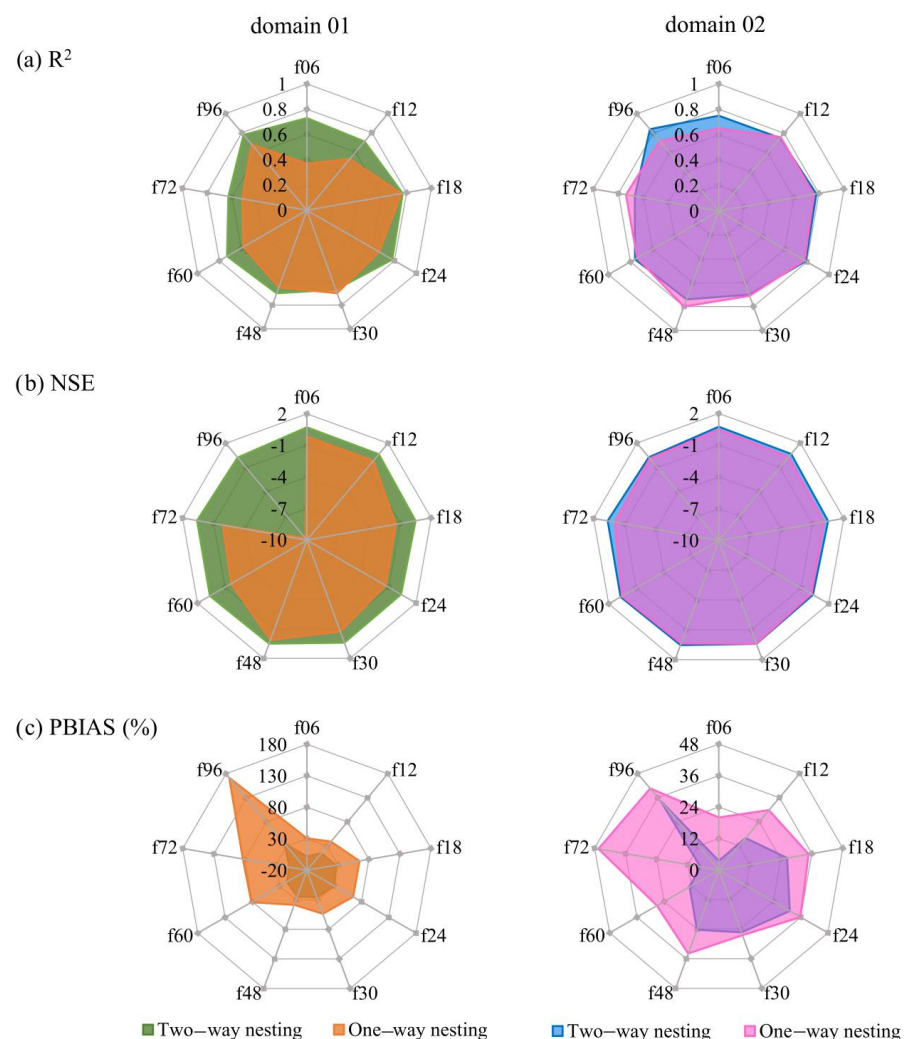 domain 01
domain 02
(a) R²
f06
f12
f18
f24
f30
f48
f60
f72
f96
1
0.8
0.6
0.4
0.2
0
f06
f12
f18
f24
f30
f48
f60
f72
f96
1
0.8
0.6
0.4
0.2
0
(b) NSE
f06
f12
f18
f24
f30
f48
f60
f72
f96
2
-1
-4
-7
-10
f06
f12
f18
f24
f30
f48
f60
f72
f96
2
-1
-4
-7
-10
(c) PBIAS (%)
f06
f12
f18
f24
f30
f48
f60
f72
f96
180
130
80
30
-20
f06
f12
f18
f24
f30
f48
f60
f72
f96
48
36
24
12
0
Two–way nesting
One–way nesting
Two–way nesting
One–way nesting